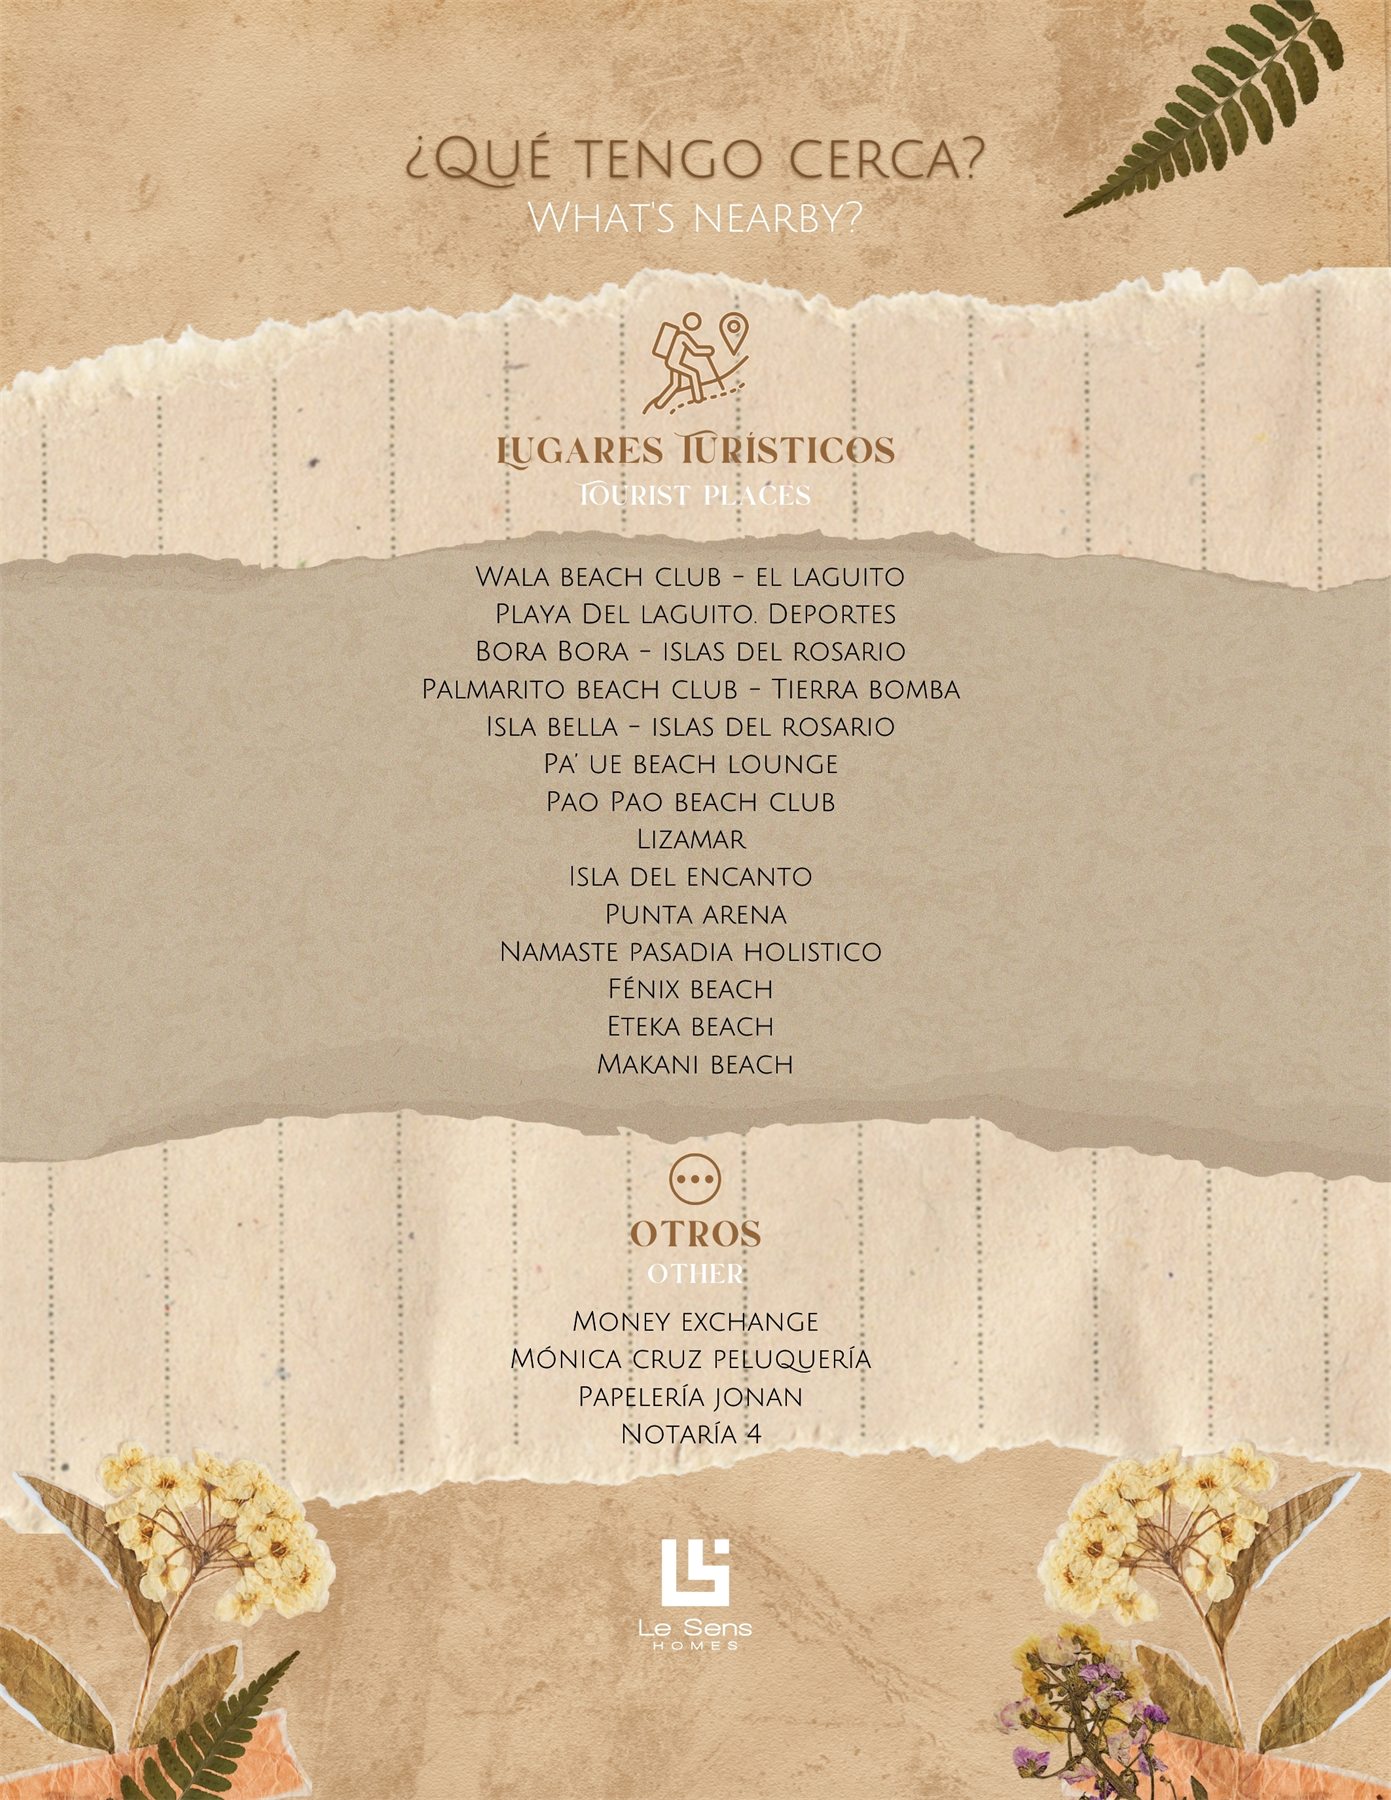 ¿QUÉ TENGO CERCA?
WHAT'S NEARBY?
LUGARES TURÍSTICOS
TOURIST PLACES
WALA BEACH CLUB - EL LAGUITO
PLAYA DEL LAGUITO. DEPORTES
BORA BORA - ISLAS DEL ROSARIO
PALMARITO BEACH CLUB - TIERRA BOMBA
ISLA BELLA - ISLAS DEL ROSARIO
PA' UE BEACH LOUNGE
PAO PAO BEACH CLUB
LIZAMAR
ISLA DEL ENCANTO
PUNTA ARENA
NAMASTE PASADIA HOLISTICO
FÉNIX BEACH
ETEKA BEACH
MAKANI BEACH
OTROS
OTHER
MONEY EXCHANGE
MÓNICA CRUZ PELUQUERÍA
PAPELERÍA JONAN
NOTARÍA 4
Le Sens
HOMES